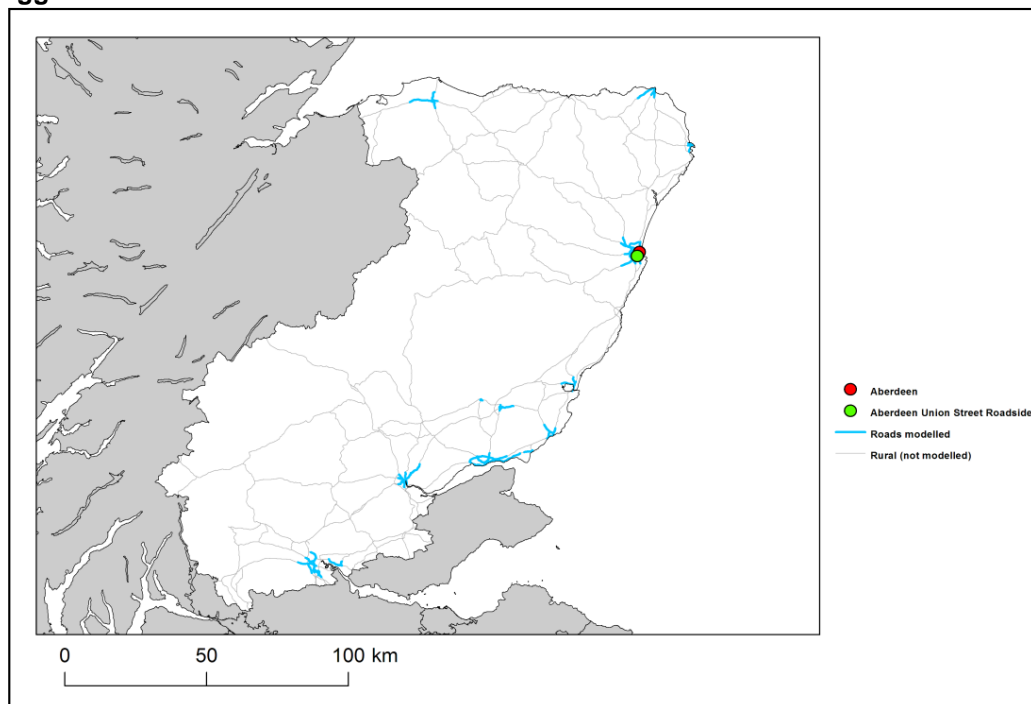 Aberdeen
Aberdeen Union Street Roadside
Roads modelled
Rural (not modelled)
0 50 100 km